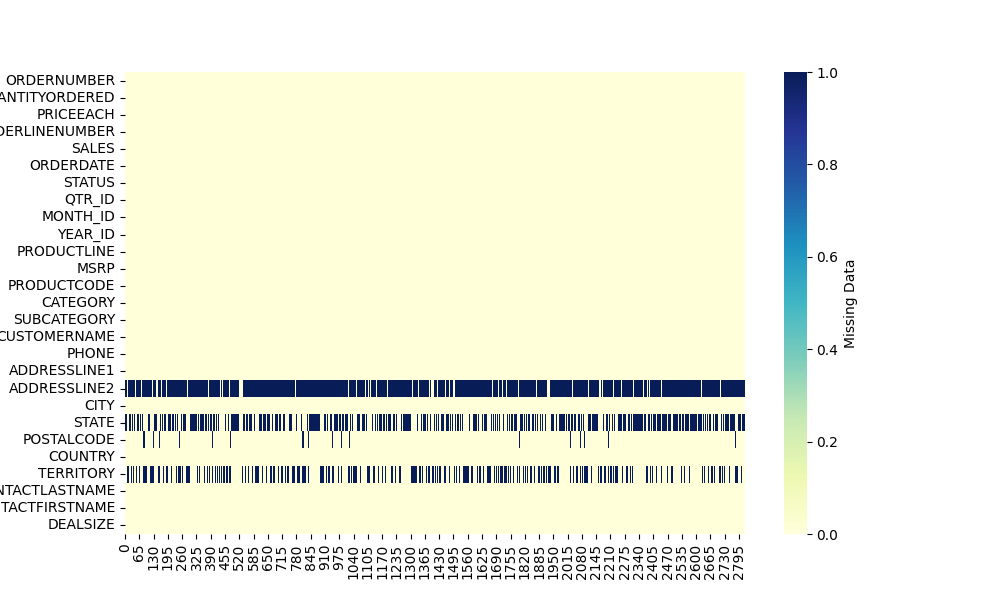 ORDERNUMBER
ANTITYORDERED
PRICEEACH
DERLINENUMBER
SALES
ORDERDATE
STATUS
QTR_ID
MONTH_ID
YEAR_ID
PRODUCTLINE
MSRP
PRODUCTCODE
CATEGORY
SUBCATEGORY
CUSTOMERNAME
PHONE
ADDRESSLINE1
ADDRESSLINE2
CITY
STATE
POSTALCODE
COUNTRY
TERRITORY
NTACTLASTNAME
TACTFIRSTNAME
DEALSIZE
0 65 130 195 260 325 390 455 520 585 650 715 780 845 910 975 1040 1105 1170 1235 1300 1365 1430 1495 1560 1625 1690 1755 1820 1885 1950 2015 2080 2145 2210 2275 2340 2405 2470 2535 2600 2665 2730 2795
1.0
0.8
0.6
0.4
0.2
0.0
Missing Data